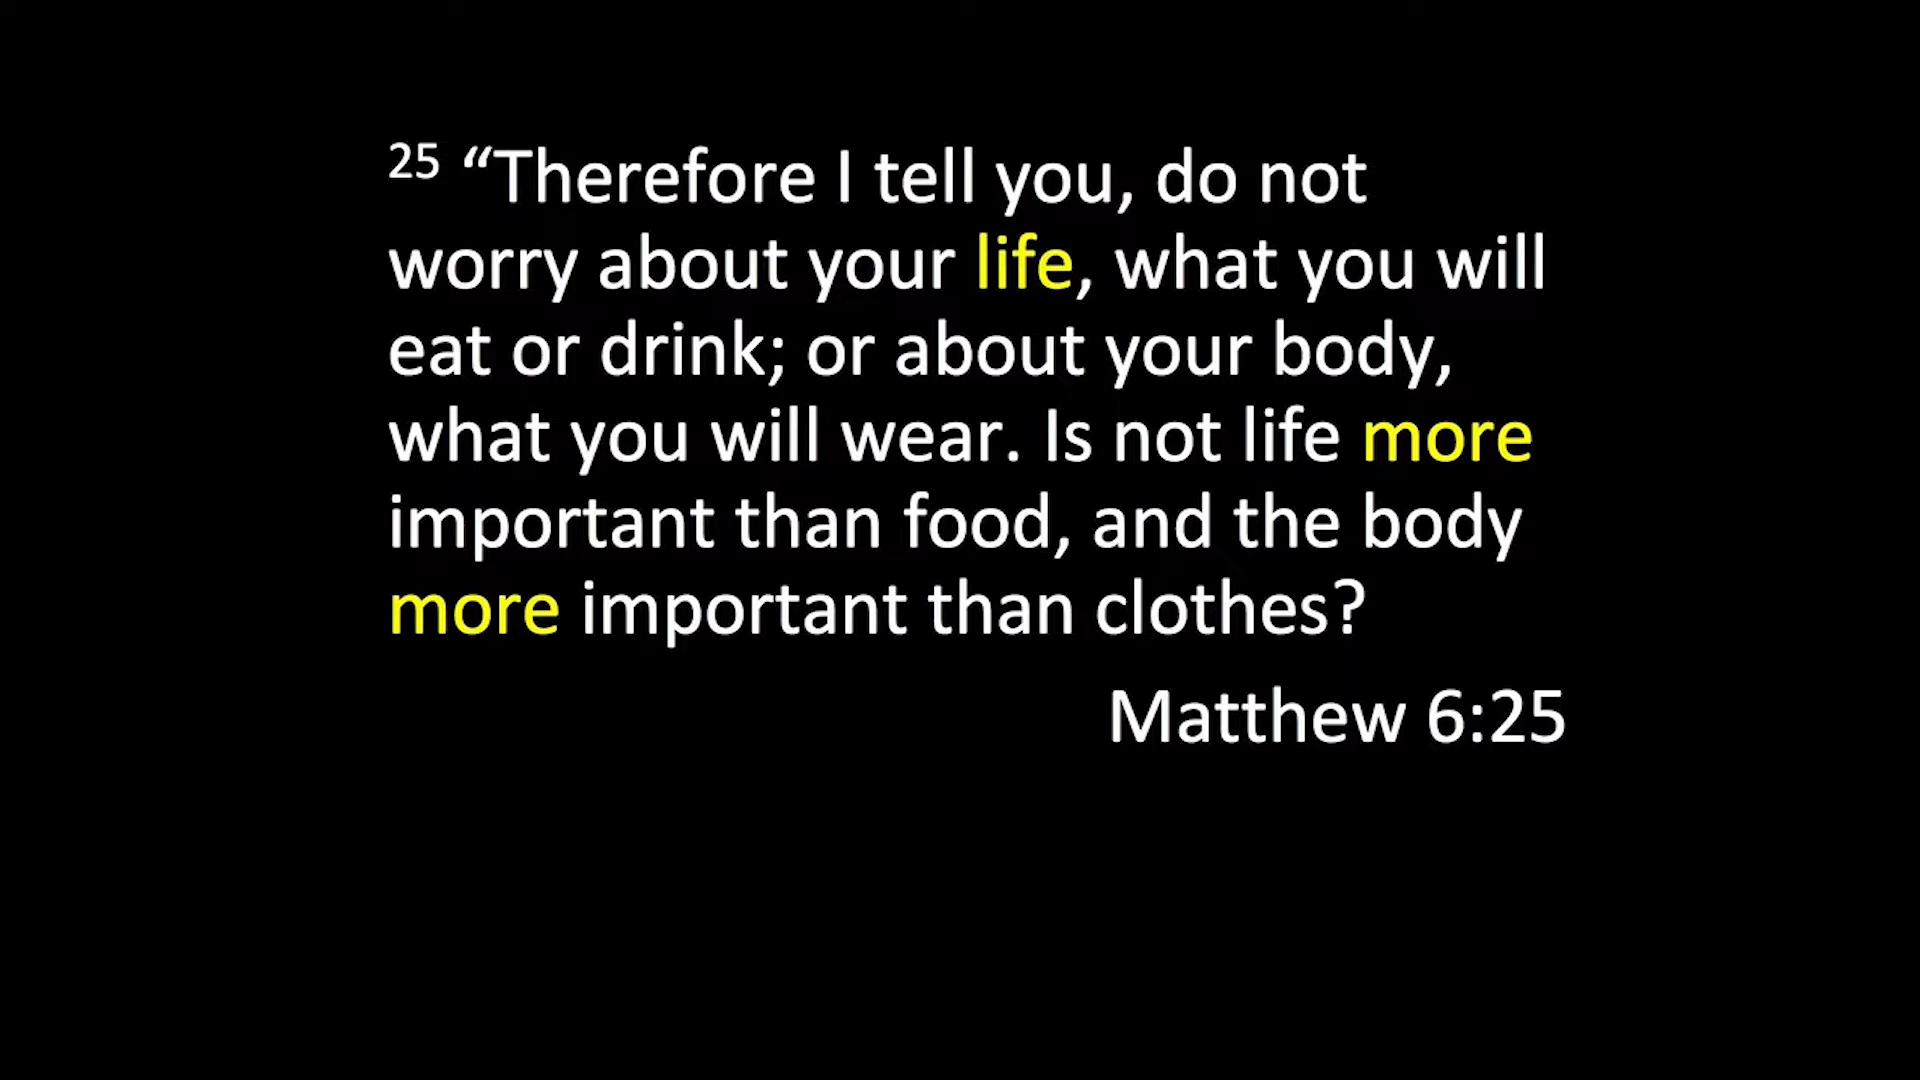 25 “Therefore I tell you, do not
worry about your life, what you will
eat or drink; or about your body,
what you will wear. Is not life more
important than food, and the body
more important than clothes?
Matthew 6:25